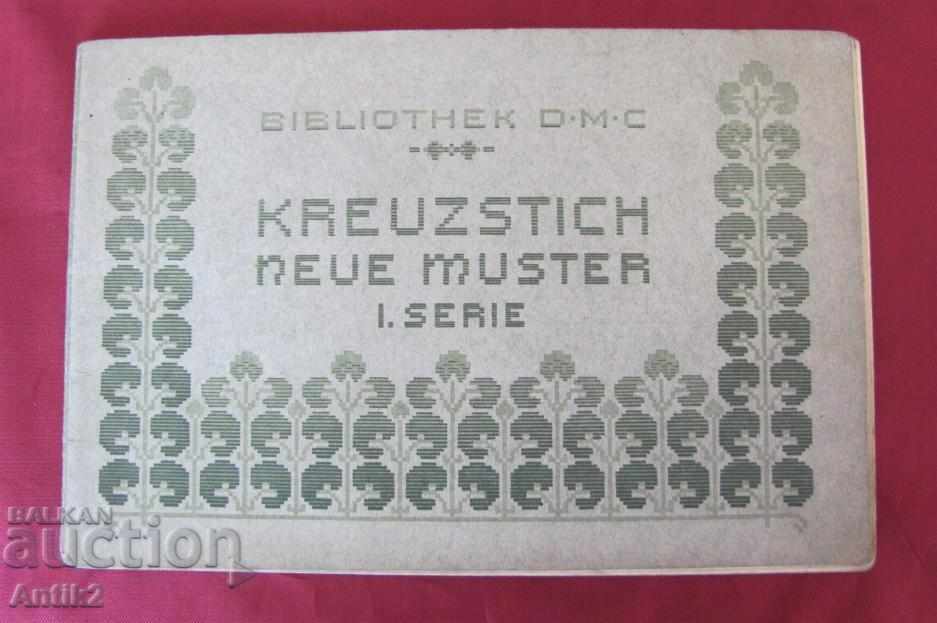 BIBLIOTHEK D·M·C
KREUZSTICH
NEUE MUSTER
I. SERIE
BALKAN
auction
Antik2